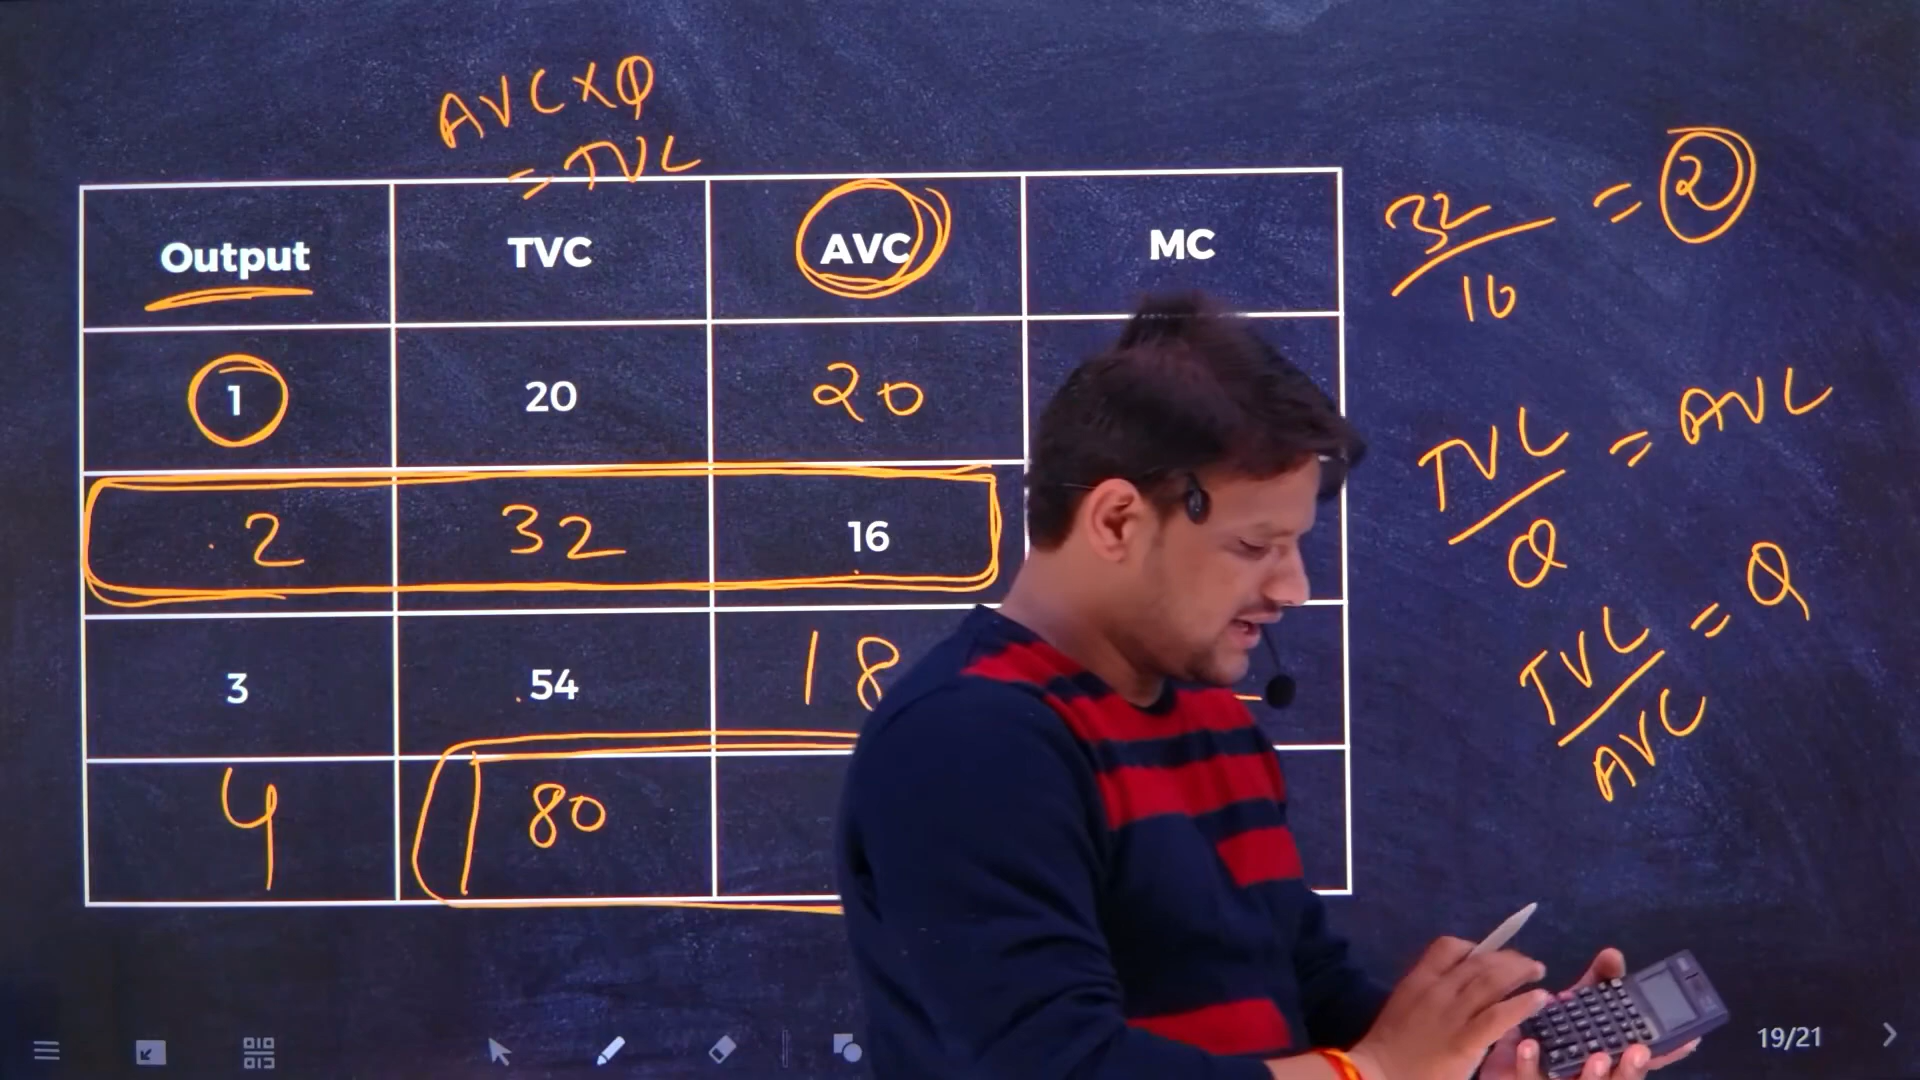 AVC×Q
= TVC
Output TVC AVC MC
1 20 20
2 32 16
3 54 18
4 80
32/16 = 2
TVC/Q = AVC
TVC/AVC = Q
19/21